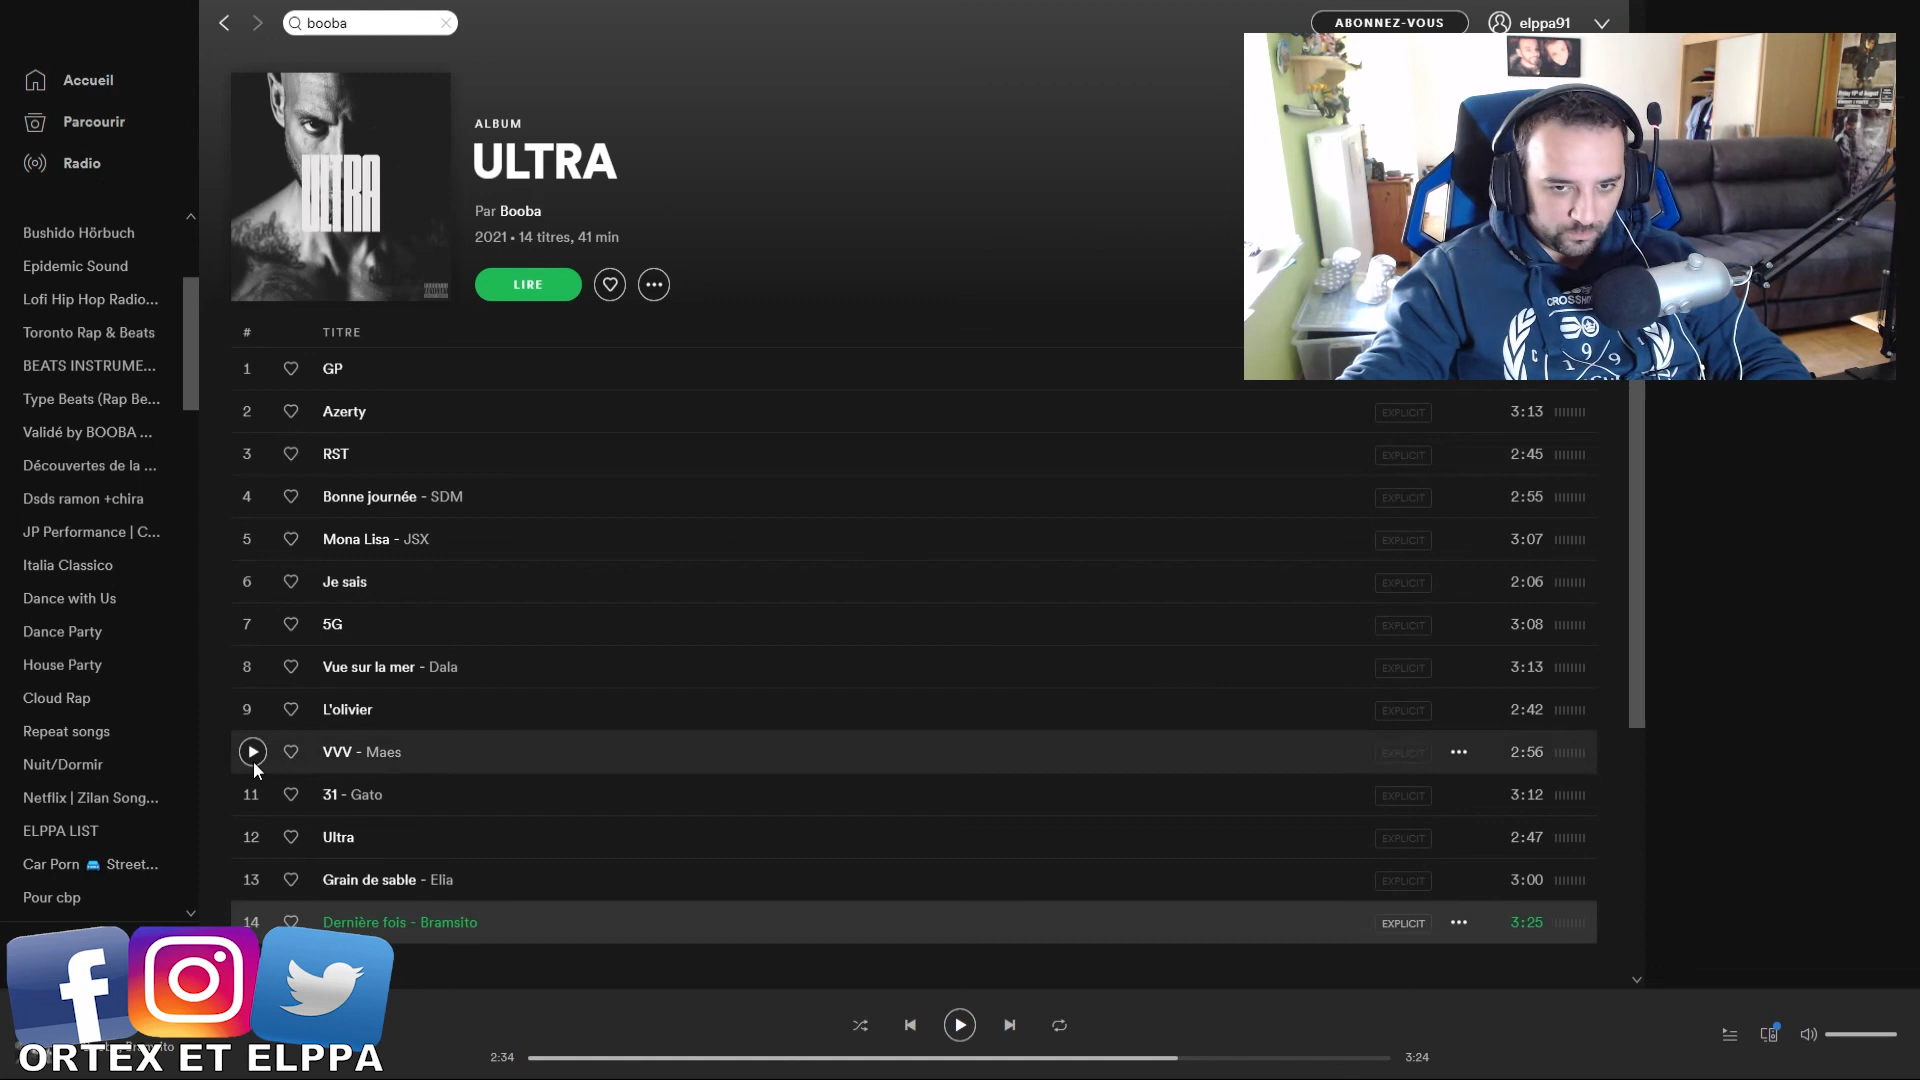 booba
ABONNEZ-VOUS
elppa91
Accueil
Parcourir
Radio
Bushido Hörbuch
Epidemic Sound
Lofi Hip Hop Radio...
Toronto Rap & Beats
BEATS INSTRUME...
Type Beats (Rap Be...
Validé by BOOBA ...
Découvertes de la ...
Dsds ramon +chira
JP Performance | C...
Italia Classico
Dance with Us
Dance Party
House Party
Cloud Rap
Repeat songs
Nuit/Dormir
Netflix | Zilan Song...
ELPPA LIST
Car Porn 🚘 Street...
Pour cbp
ULTRA
ALBUM
ULTRA
Par Booba
2021 • 14 titres, 41 min
LIRE
# TITRE
1 GP
2 Azerty EXPLICIT 3:13
3 RST EXPLICIT 2:45
4 Bonne journée - SDM EXPLICIT 2:55
5 Mona Lisa - JSX EXPLICIT 3:07
6 Je sais EXPLICIT 2:06
7 5G EXPLICIT 3:08
8 Vue sur la mer - Dala EXPLICIT 3:13
9 L'olivier EXPLICIT 2:42
VVV - Maes EXPLICIT 2:56
11 31 - Gato EXPLICIT 3:12
12 Ultra EXPLICIT 2:47
13 Grain de sable - Elia EXPLICIT 3:00
14 Dernière fois - Bramsito EXPLICIT 3:25
ORTEX ET ELPPA
2:34
3:24